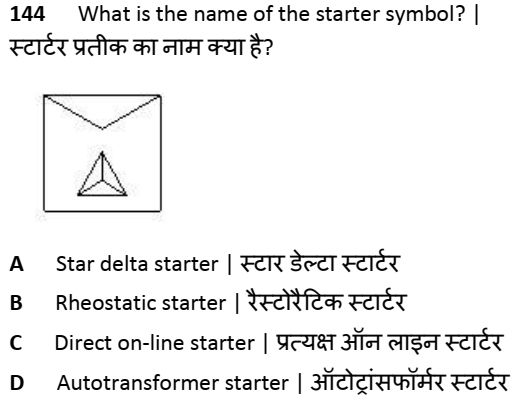 144 What is the name of the starter symbol? |
स्टार्टर प्रतीक का नाम क्या है?
A Star delta starter | स्टार डेल्टा स्टार्टर
B Rheostatic starter | रैस्टोरैटिक स्टार्टर
C Direct on-line starter | प्रत्यक्ष ऑन लाइन स्टार्टर
D Autotransformer starter | ऑटोट्रांसफॉर्मर स्टार्टर